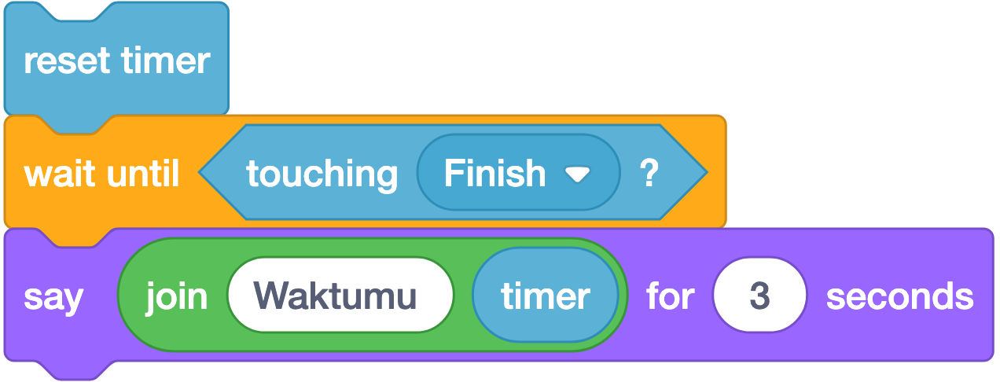 reset timer
wait until touching Finish ?
say join Waktumu timer for 3 seconds